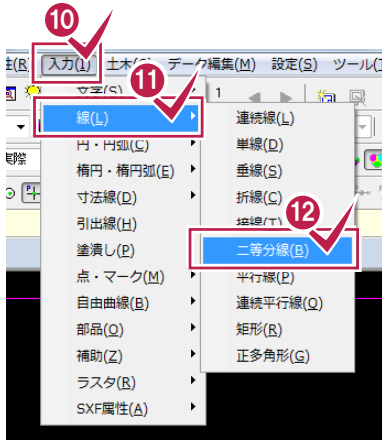 10
性(R) 入力(I) 土木(C) データ編集(M) 設定(S) ツール(T
文字(S) 1
11
線(L)
円・円弧(C)
楕円・楕円弧(E)
寸法線(D)
引出線(H)
塗潰し(P)
点・マーク(M)
自由曲線(B)
部品(O)
補助(Z)
ラスタ(R)
SXF属性(A)
連続線(L)
単線(D)
垂線(S)
折線(C)
12
接線(T)
二等分線(B)
平行線(P)
連続平行線(Q)
矩形(R)
正多角形(G)
実際